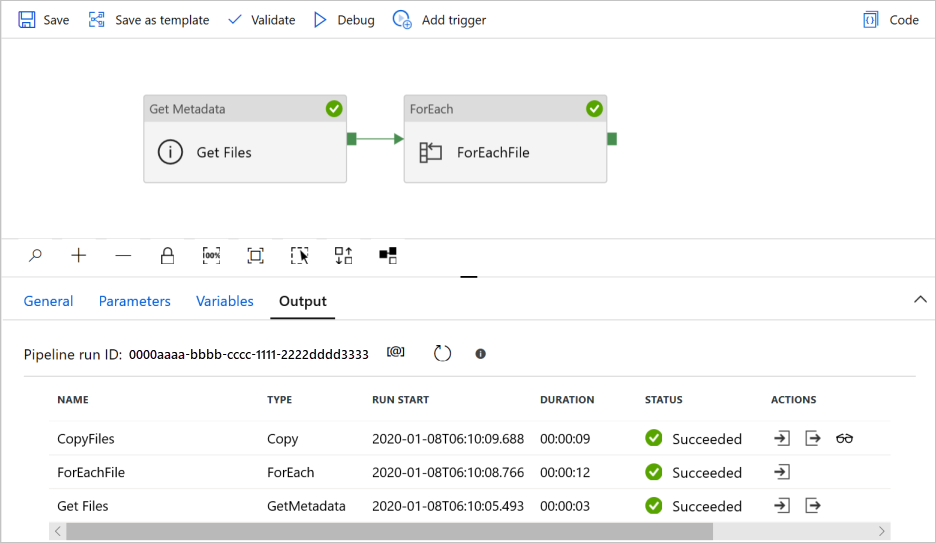 Save Save as template Validate Debug Add trigger Code
Get Metadata
Get Files
ForEach
ForEachFile
100%
General Parameters Variables Output
Pipeline run ID: 0000aaaa-bbbb-cccc-1111-2222dddd3333 [@]
NAME TYPE RUN START DURATION STATUS ACTIONS
CopyFiles Copy 2020-01-08T06:10:09.688 00:00:09 Succeeded
ForEachFile ForEach 2020-01-08T06:10:08.766 00:00:12 Succeeded
Get Files GetMetadata 2020-01-08T06:10:05.493 00:00:03 Succeeded